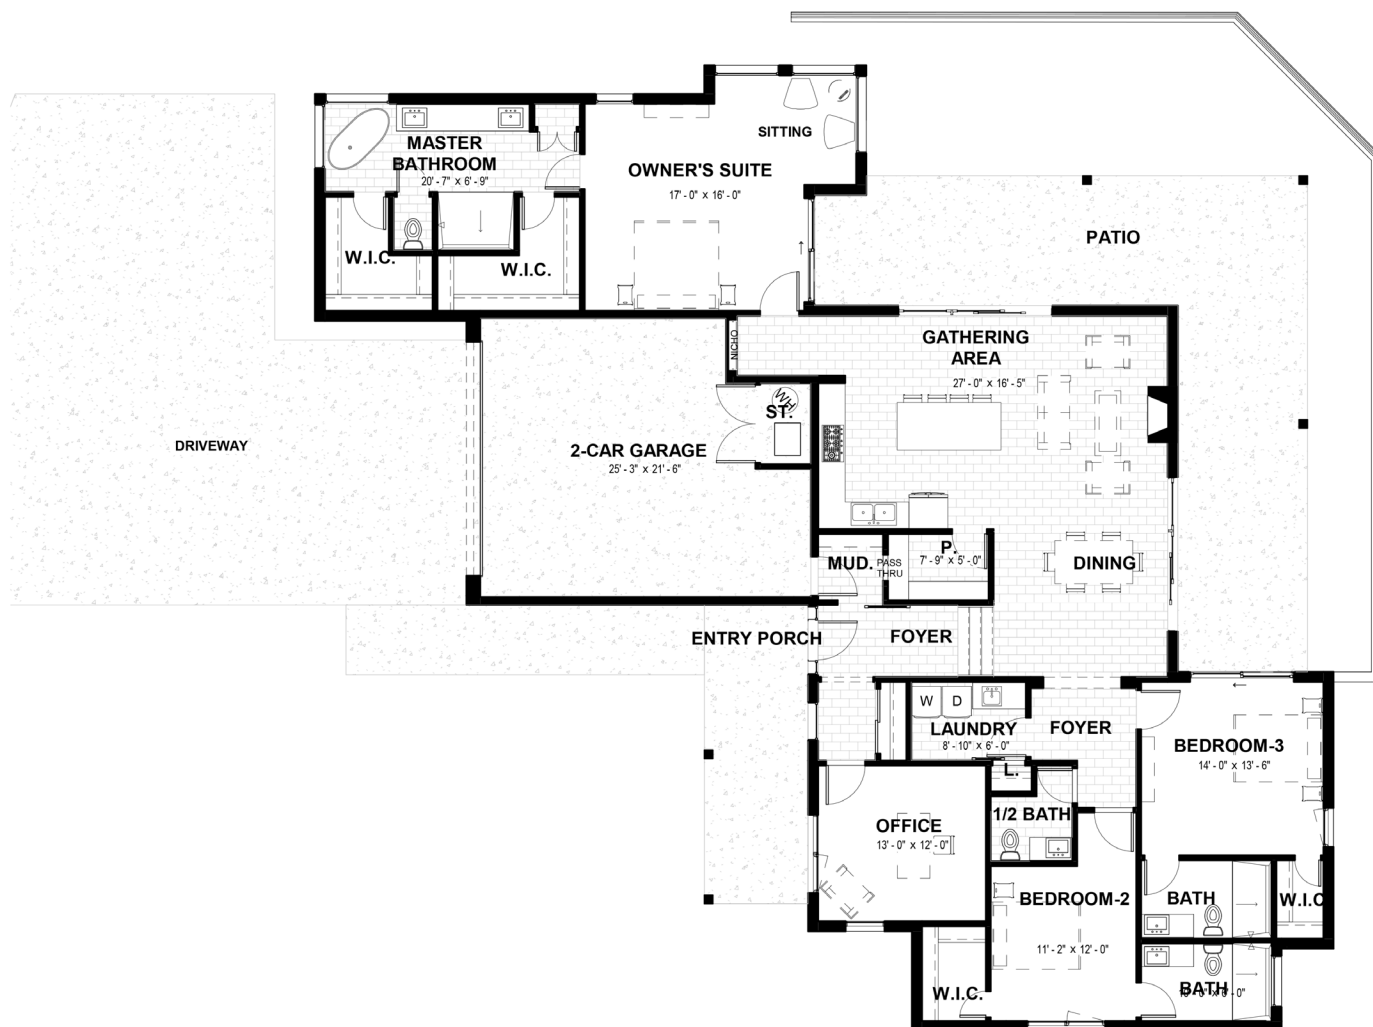 MASTER
BATHROOM
20' - 7" x 6' - 9"
SITTING
OWNER'S SUITE
17' - 0" x 16' - 0"
W.I.C.
W.I.C.
PATIO
NICHO
GATHERING
AREA
27' - 0" x 16' - 5"
WH
ST.
DRIVEWAY
2-CAR GARAGE
25' - 3" x 21' - 6"
MUD.
PASS
THRU
P.
7' - 9" x 5' - 0"
DINING
ENTRY PORCH
FOYER
W
D
LAUNDRY
8' - 10" x 6' - 0"
FOYER
BEDROOM-3
14' - 0" x 13' - 6"
L.
1/2 BATH
OFFICE
13' - 0" x 12' - 0"
BEDROOM-2
11' - 2" x 12' - 0"
BATH
W.I.C
W.I.C.
BATH